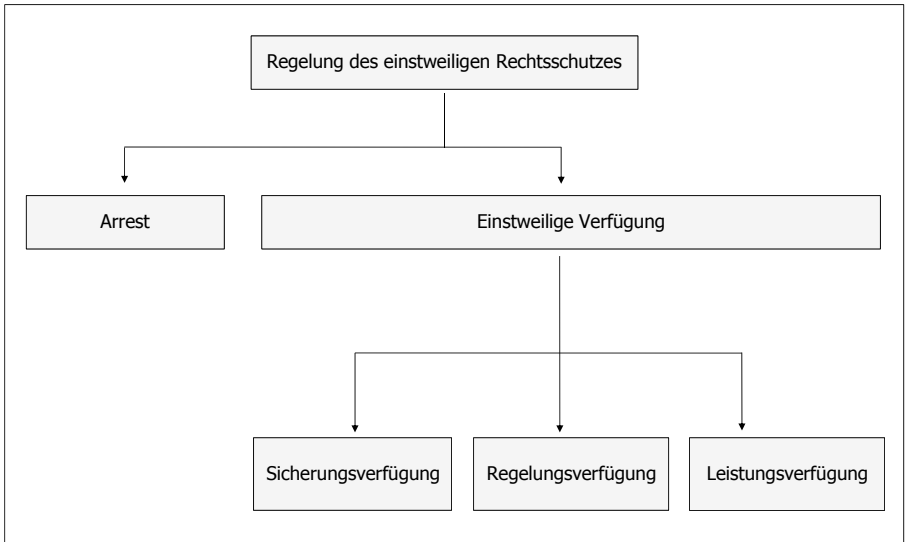 Regelung des einstweiligen Rechtsschutzes
Arrest
Einstweilige Verfügung
Sicherungsverfügung
Regelungsverfügung
Leistungsverfügung